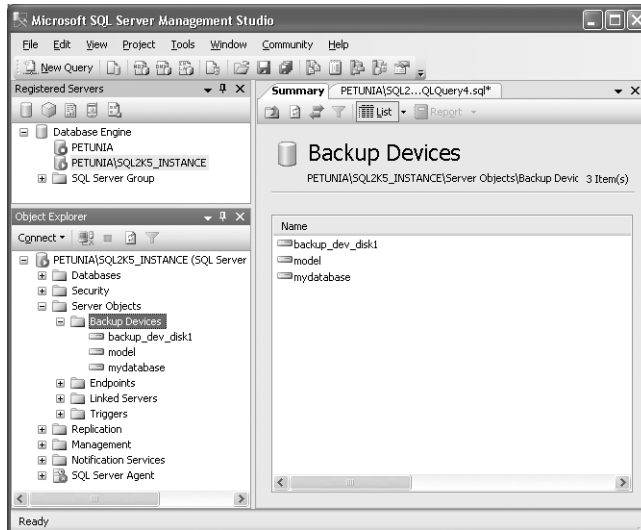 Microsoft SQL Server Management Studio
File Edit View Project Tools Window Community Help
New Query
Registered Servers
Database Engine
PETUNIA
PETUNIA\SQL2K5_INSTANCE
SQL Server Group
Object Explorer
Connect
PETUNIA\SQL2K5_INSTANCE (SQL Server
Databases
Security
Server Objects
Backup Devices
backup_dev_disk1
model
mydatabase
Endpoints
Linked Servers
Triggers
Replication
Management
Notification Services
SQL Server Agent
Summary PETUNIA\SQL2...QLQuery4.sql*
List Report
Backup Devices
PETUNIA\SQL2K5_INSTANCE\Server Objects\Backup Devic 3 Item(s)
Name
backup_dev_disk1
model
mydatabase
Ready